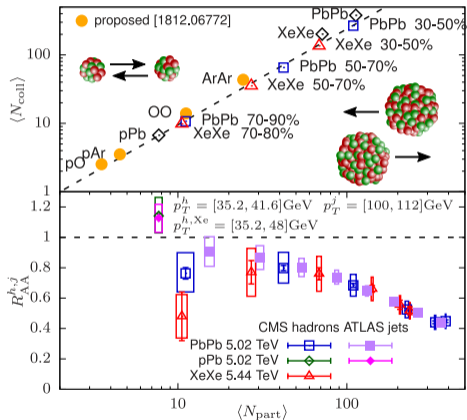 proposed [1812.06772]
PbPb
XeXe
PbPb 30-50%
XeXe 30-50%
PbPb 50-70%
ArAr
XeXe 50-70%
OO
PbPb 70-90%
pPb
XeXe 70-80%
pAr
pO
⟨N_coll⟩
100
10
1
p_T^h = [35.2, 41.6]GeV p_T^j = [100, 112]GeV
p_T^{h,Xe} = [35.2, 48]GeV
R_AA^{h,j}
1.2
1
0.8
0.6
0.4
0.2
0
CMS hadrons ATLAS jets
PbPb 5.02 TeV
pPb 5.02 TeV
XeXe 5.44 TeV
10
100
⟨N_part⟩